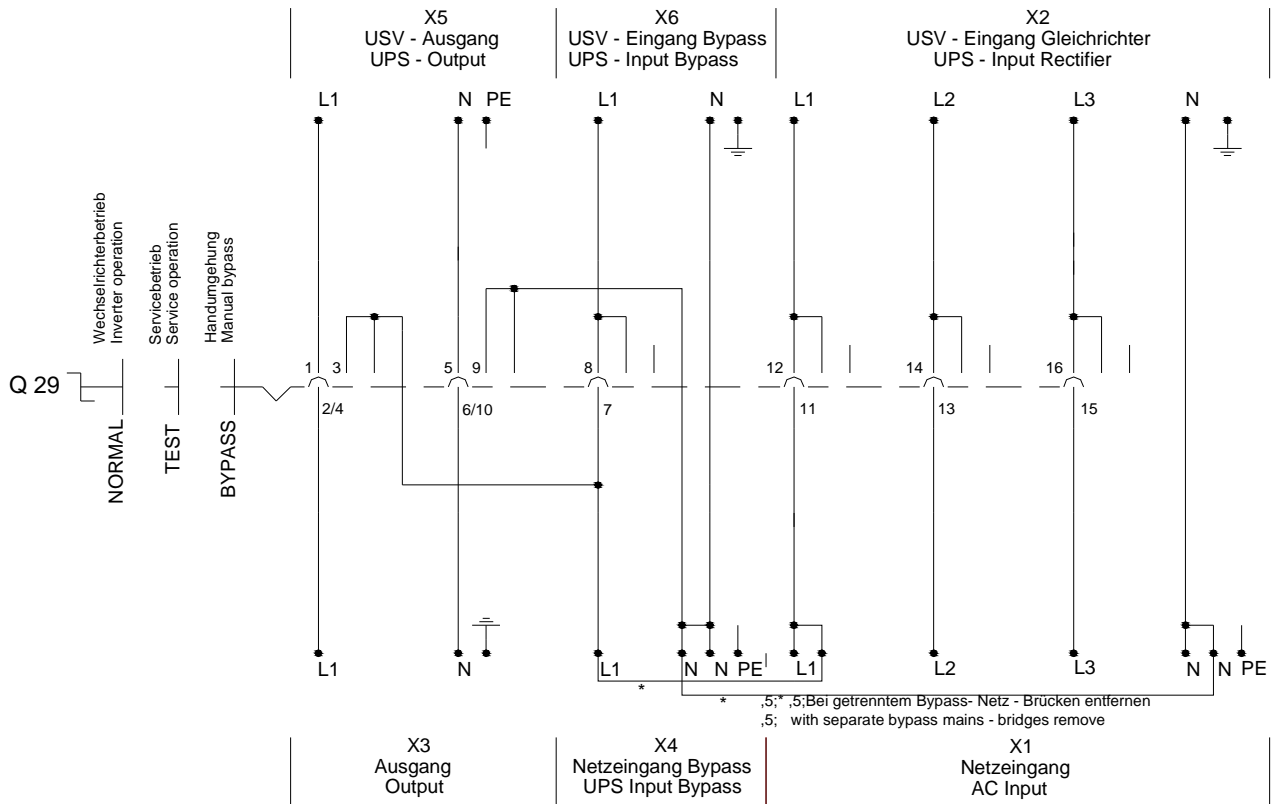 X5
USV - Ausgang
UPS - Output
X6
USV - Eingang Bypass
UPS - Input Bypass
X2
USV - Eingang Gleichrichter
UPS - Input Rectifier
L1 N PE L1 N L1 L2 L3 N
Wechselrichterbetrieb
Inverter operation
Servicebetrieb
Service operation
Handumgehung
Manual bypass
1 3 5 9 8 12 14 16
Q 29
2/4 6/10 7 11 13 15
NORMAL
TEST
BYPASS
L1 N L1 N N PE L1 L2 L3 N N PE
*
* ,5;* ,5;Bei getrenntem Bypass- Netz - Brücken entfernen
,5; with separate bypass mains - bridges remove
X3
Ausgang
Output
X4
Netzeingang Bypass
UPS Input Bypass
X1
Netzeingang
AC Input